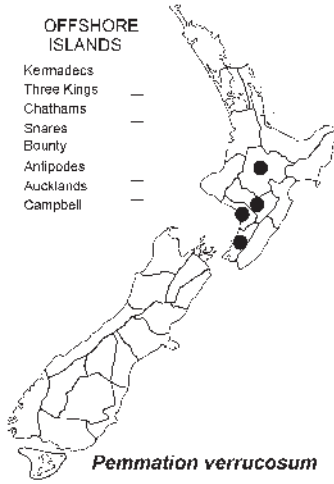 OFFSHORE
ISLANDS
Kermadecs
Three Kings
Chathams
Snares
Bounty
Antipodes
Aucklands
Campbell
Pemmation verrucosum